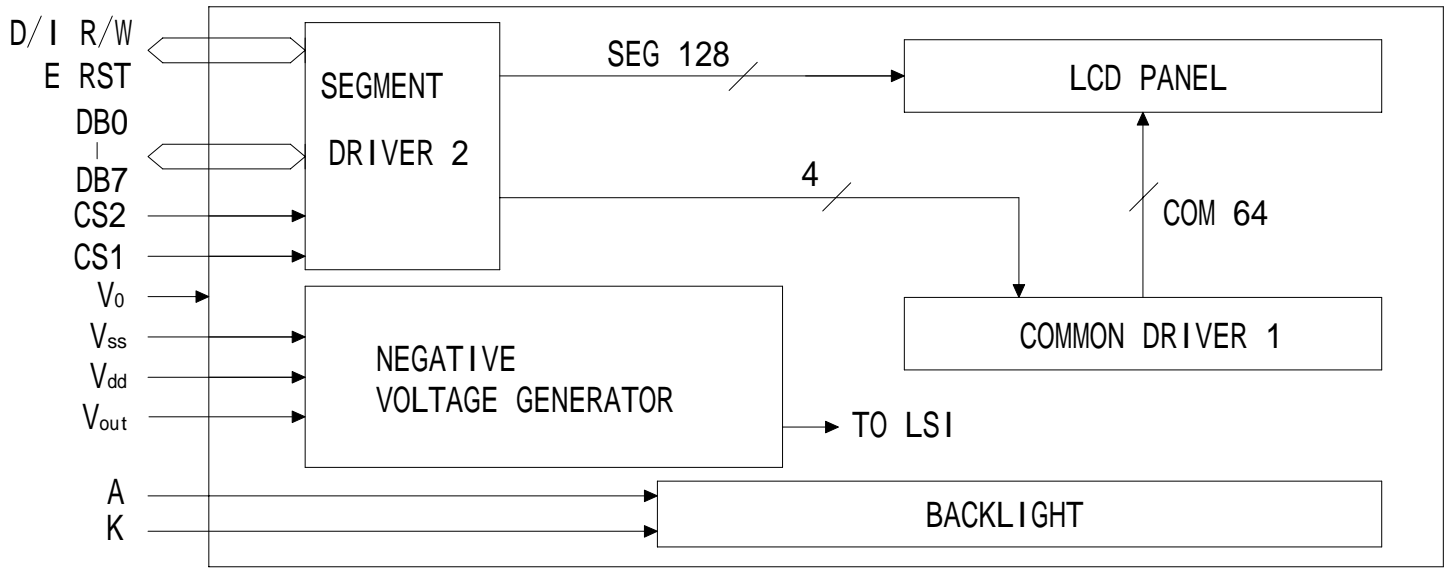 D/I R/W
E RST
DB0
DB7
CS2
CS1
V0
Vss
Vdd
Vout
A
K
SEGMENT
DRIVER 2
SEG 128
4
LCD PANEL
COM 64
COMMON DRIVER 1
NEGATIVE
VOLTAGE GENERATOR
TO LSI
BACKLIGHT